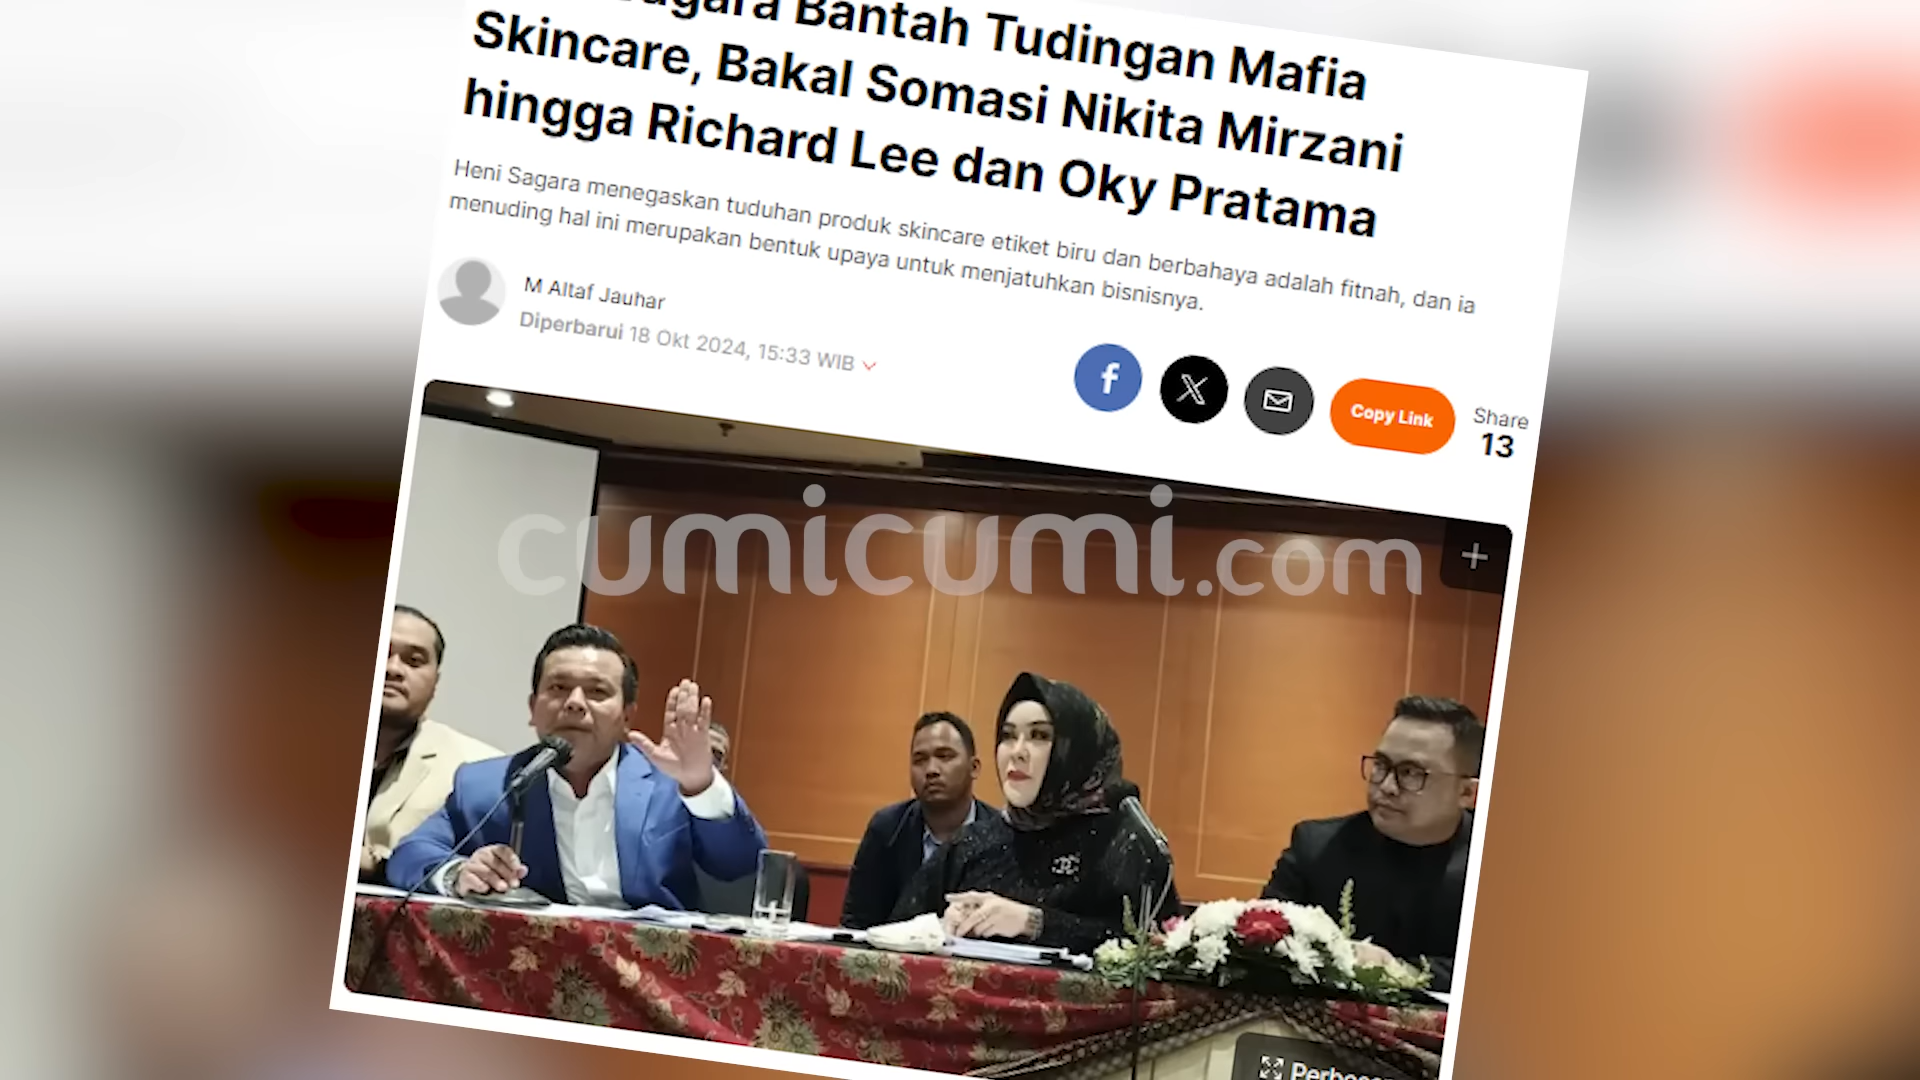 Bantah Tudingan Mafia
Skincare, Bakal Somasi Nikita Mirzani
hingga Richard Lee dan Oky Pratama
Heni Sagara menegaskan tuduhan produk skincare etiket biru dan berbahaya adalah fitnah, dan ia
menuding hal ini merupakan bentuk upaya untuk menjatuhkan bisnisnya.
M Altaf Jauhar
Diperbarui 18 Okt 2024, 15:33 WIB
Copy Link
Share
13
cumicumi.com